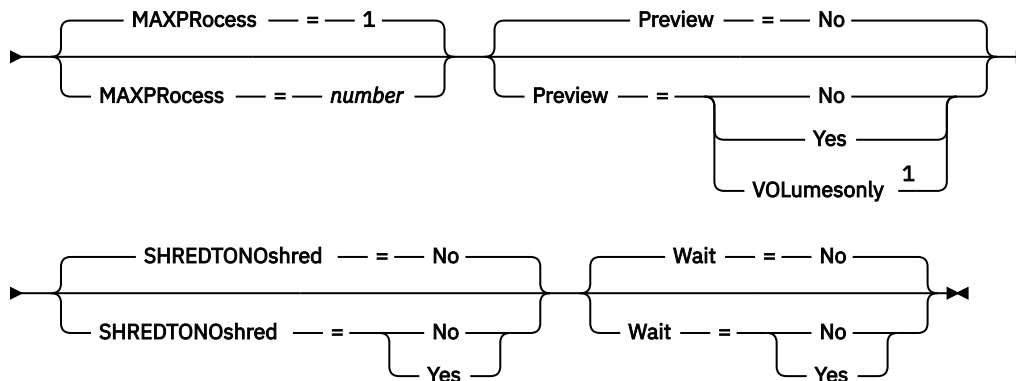 MAXPRocess = 1 Preview = No
MAXPRocess = number Preview = No
Yes
VOLumesonly 1
SHREDTONOshred = No Wait = No
SHREDTONOshred = No Wait = No
Yes Yes